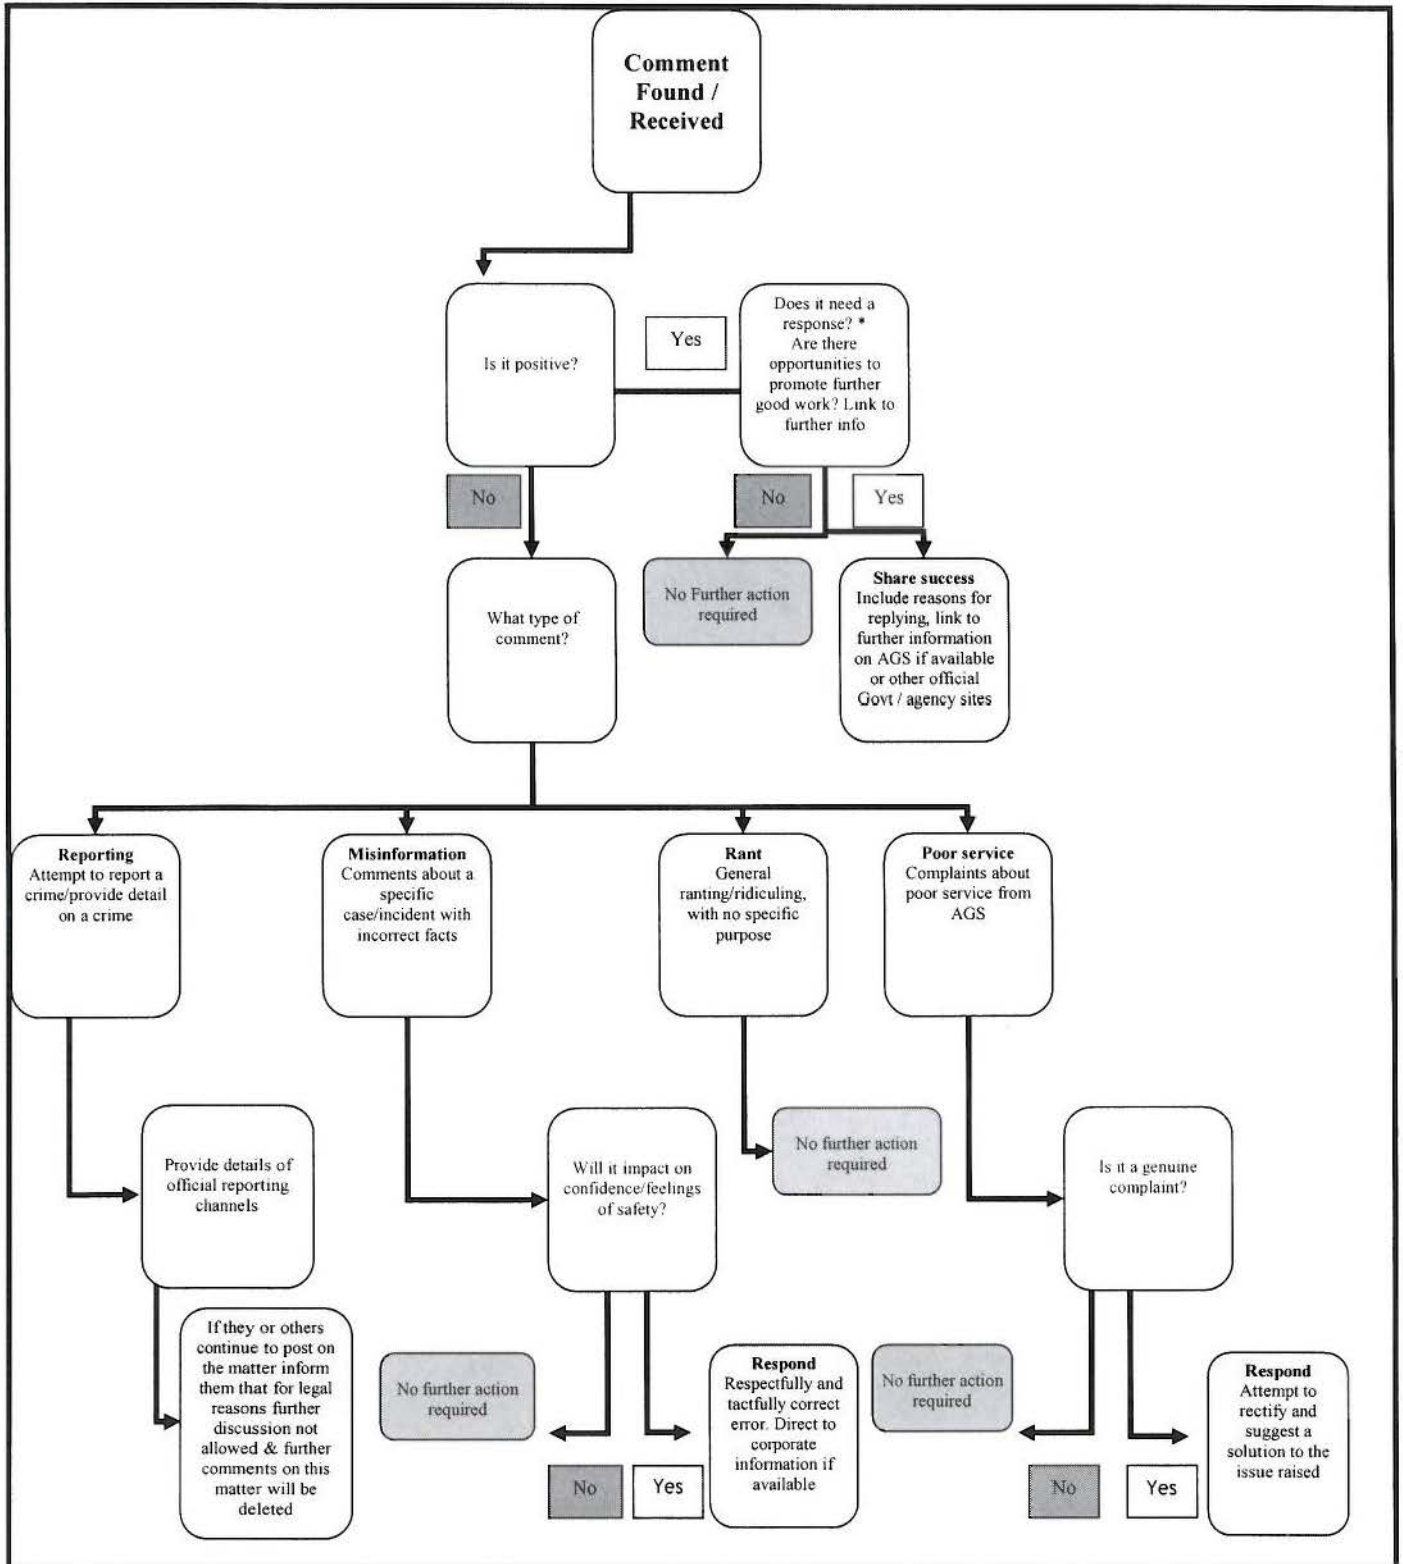 Comment
Found /
Received
Is it positive?
Yes
Does it need a
response? *
Are there
opportunities to
promote further
good work? Link to
further info
No
No
Yes
What type of
comment?
No Further action
required
Share success
Include reasons for
replying, link to
further information
on AGS if available
or other official
Govt / agency sites
Reporting
Attempt to report a
crime/provide detail
on a crime
Misinformation
Comments about a
specific
case/incident with
incorrect facts
Rant
General
ranting/ridiculing,
with no specific
purpose
Poor service
Complaints about
poor service from
AGS
Provide details of
official reporting
channels
Will it impact on
confidence/feelings
of safety?
No further action
required
Is it a genuine
complaint?
If they or others
continue to post on
the matter inform
them that for legal
reasons further
discussion not
allowed & further
comments on this
matter will be
deleted
No further action
required
Respond
Respectfully and
tactfully correct
error. Direct to
corporate
information if
available
No further action
required
Respond
Attempt to
rectify and
suggest a
solution to the
issue raised
No
Yes
No
Yes